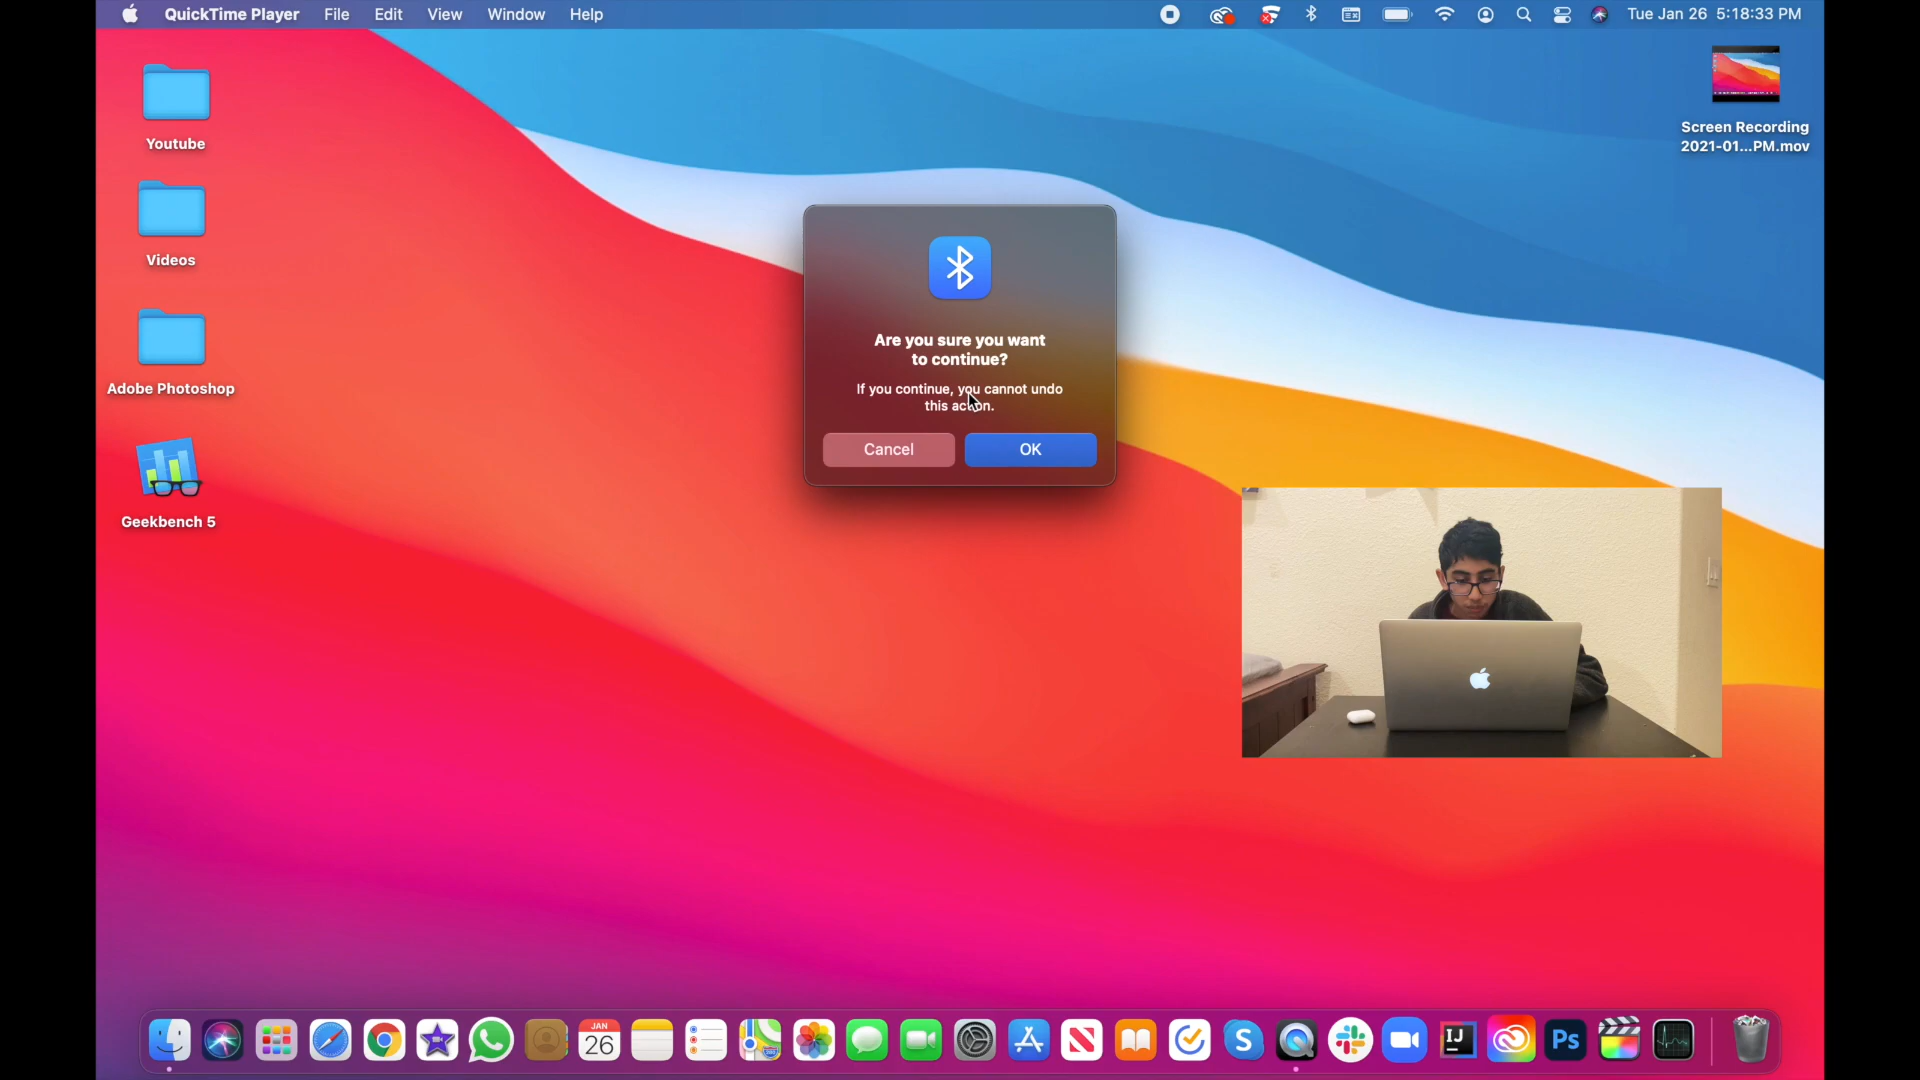 QuickTime Player File Edit View Window Help Tue Jan 26 5:18:33 PM
Youtube
Videos
Adobe Photoshop
Geekbench 5
Screen Recording
2021-01...PM.mov
Are you sure you want
to continue?
If you continue, you cannot undo
this action.
Cancel OK
JAN
26
S
IJ
Ps